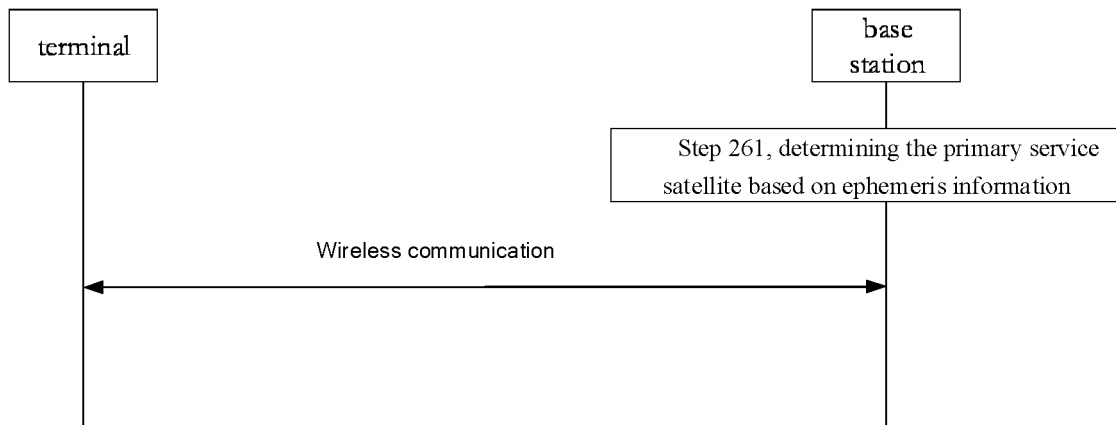 terminal
base
station
Step 261, determining the primary service
satellite based on ephemeris information
Wireless communication